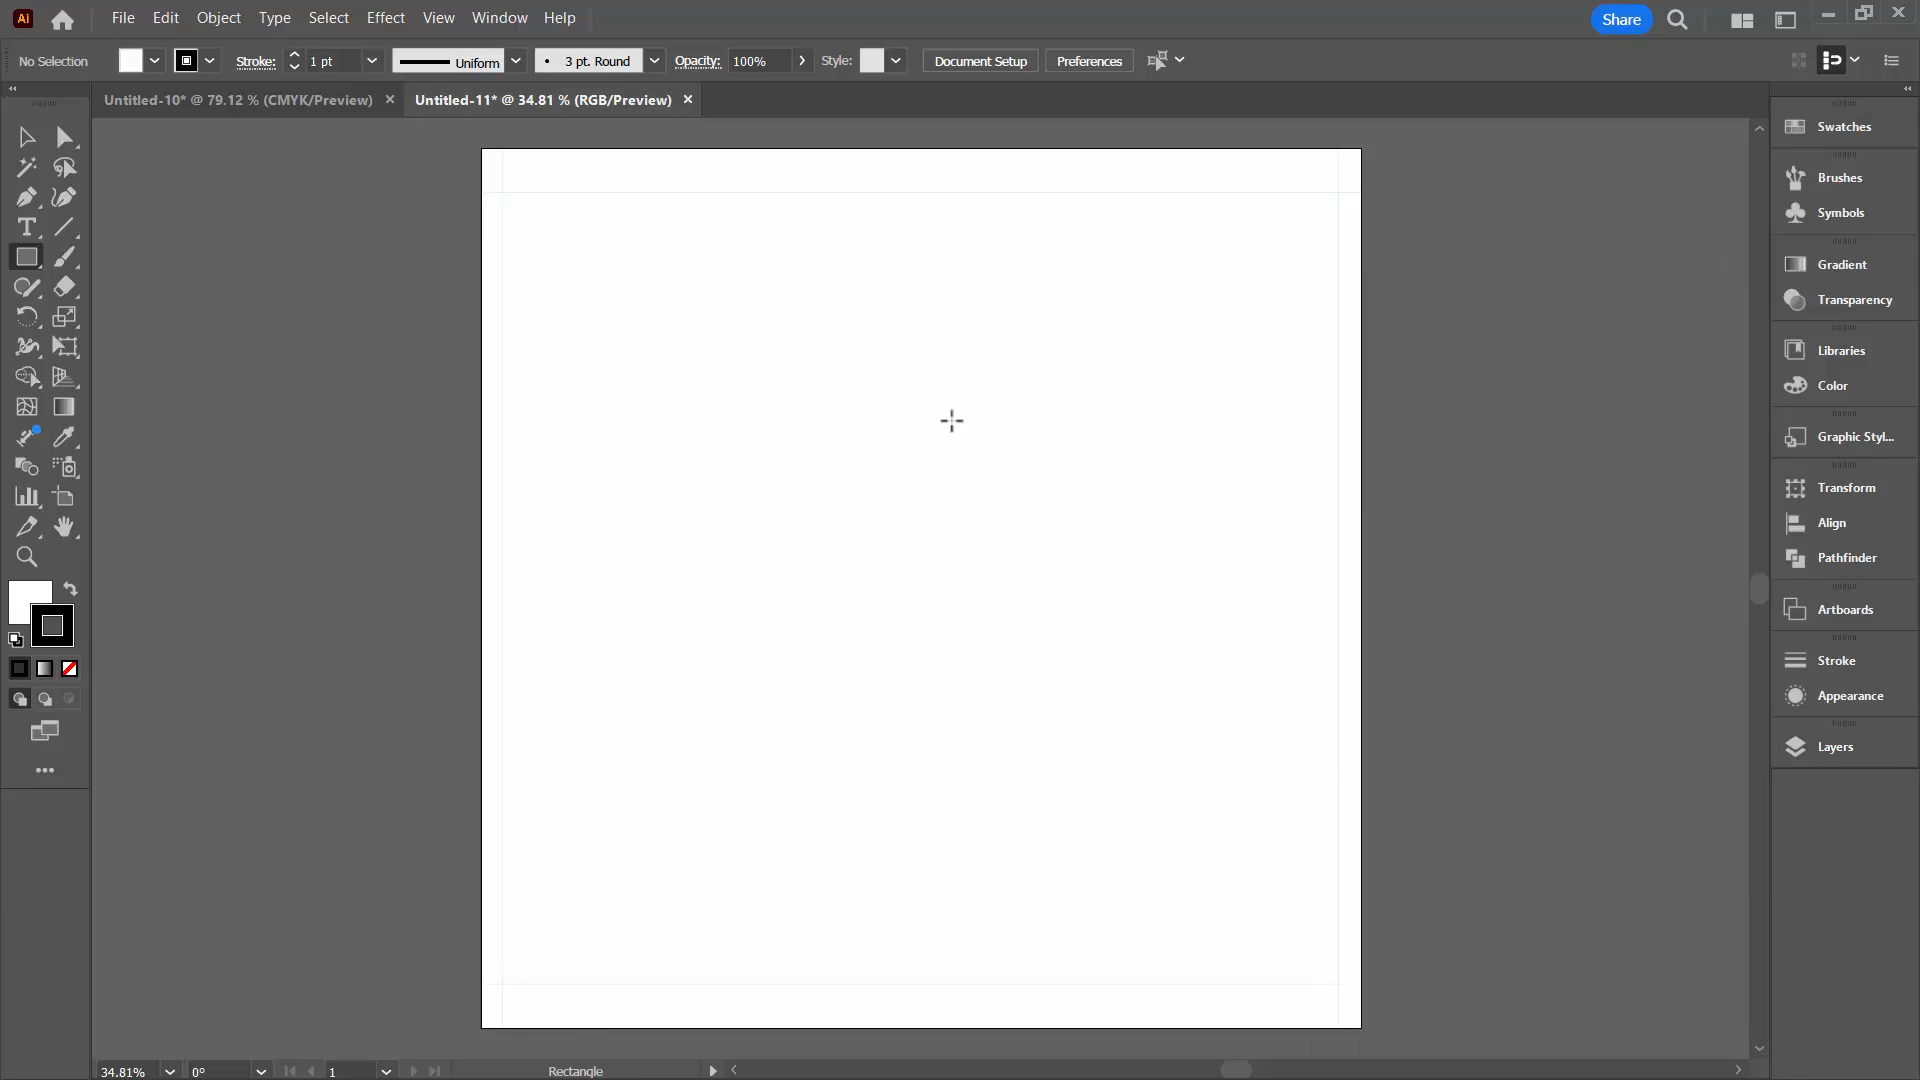 Ai File Edit Object Type Select Effect View Window Help Share
No Selection Stroke: 1 pt Uniform 3 pt. Round Opacity: 100% Style: Document Setup Preferences
Untitled-10* @ 79.12 % (CMYK/Preview) Untitled-11* @ 34.81 % (RGB/Preview)
Swatches
Brushes
Symbols
Gradient
Transparency
Libraries
Color
Graphic Styl...
Transform
Align
Pathfinder
Artboards
Stroke
Appearance
Layers
34.81% 0° 1 Rectangle